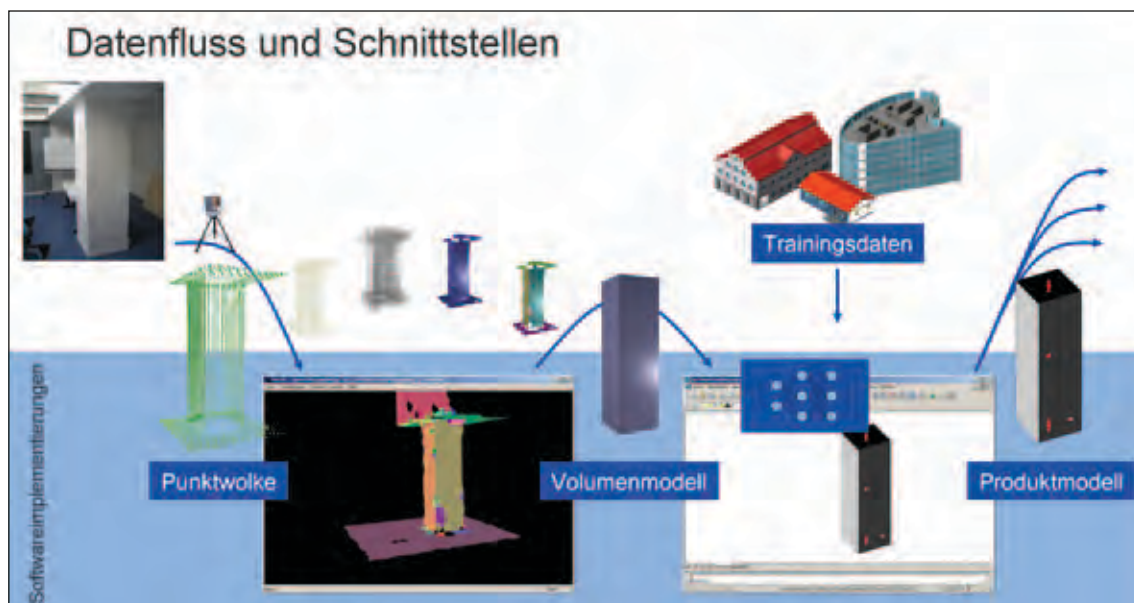 Datenfluss und Schnittstellen
Trainingsdaten
Punktwolke
Volumenmodell
Produktmodell
Softwareimplementierungen